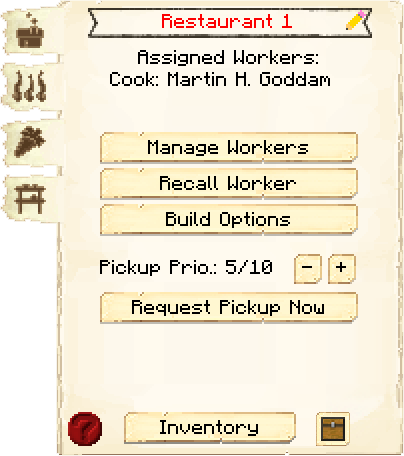 Restaurant 1
Assigned Workers:
Cook: Martin H. Goddam
Manage Workers
Recall Worker
Build Options
Pickup Prio.: 5/10 - +
Request Pickup Now
?
Inventory